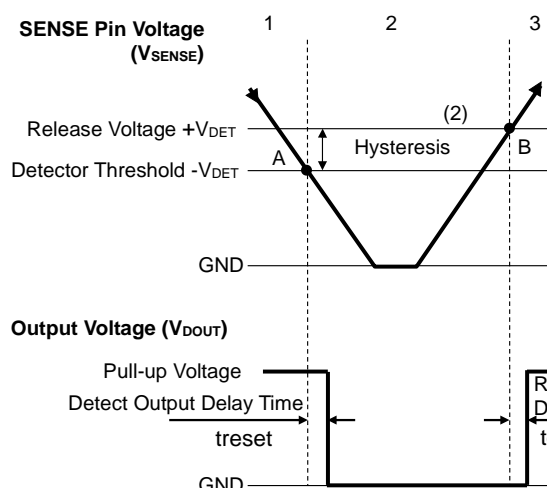 SENSE Pin Voltage 1 2 3
(VSENSE)
(2)
Release Voltage +VDET
A Hysteresis B
Detector Threshold -VDET
GND
Output Voltage (VDOUT)
Pull-up Voltage R
Detect Output Delay Time D
treset t
GND